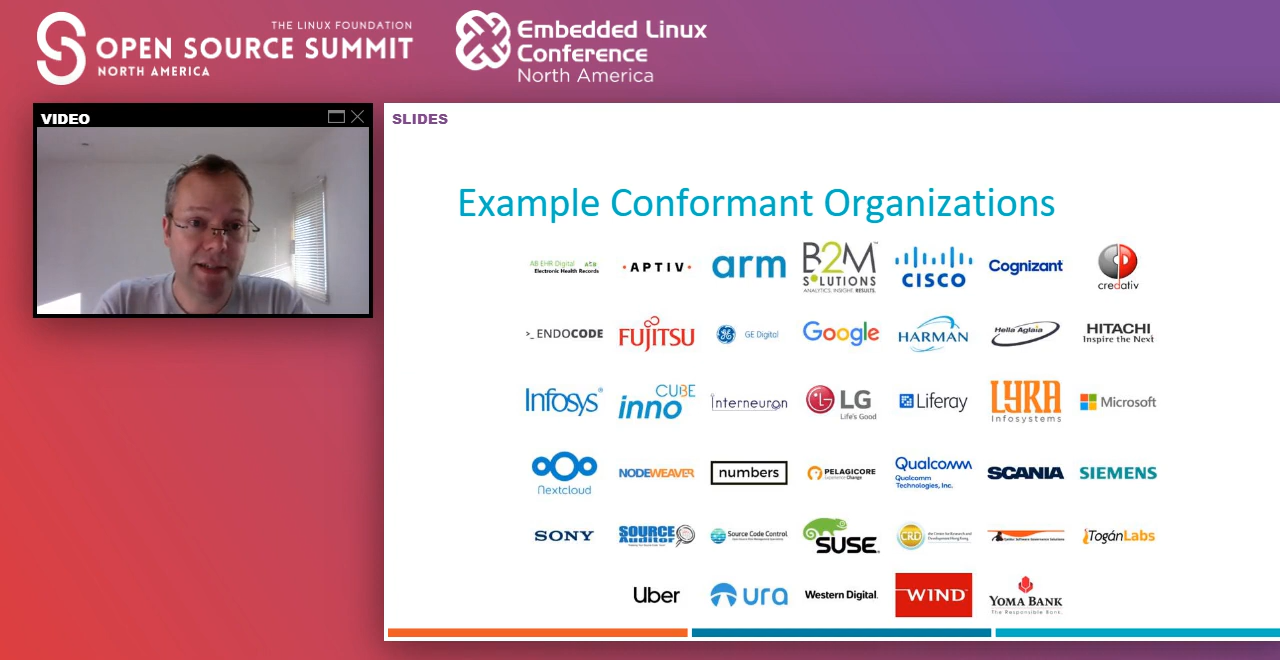 THE LINUX FOUNDATION
OPEN SOURCE SUMMIT
NORTH AMERICA
Embedded Linux
Conference
North America
VIDEO
SLIDES
Example Conformant Organizations
AB EHR Digital
Electronic Health Records
• APTIV •
arm
B2M
SOLUTIONS
ANALYTICS. INSIGHT. RESULTS.
CISCO
Cognizant
credativ
>_ ENDOCODE
FUJITSU
GE Digital
Google
HARMAN
Hella Aglaia
HITACHI
Inspire the Next
Infosys®
innoCUBE
interneuron
LG
Life's Good
Liferay
LYRA
Infosystems
Microsoft
Nextcloud
NODEWEAVER
numbers
PELAGICORE
Experience Change
Qualcomm
Qualcomm
Technologies, Inc.
SCANIA
SIEMENS
SONY
SOURCE
Auditor
Source Code Control
SUSE
CRD
TogánLabs
Uber
ura
Western Digital.
WIND
YOMA BANK
The Responsible Bank.